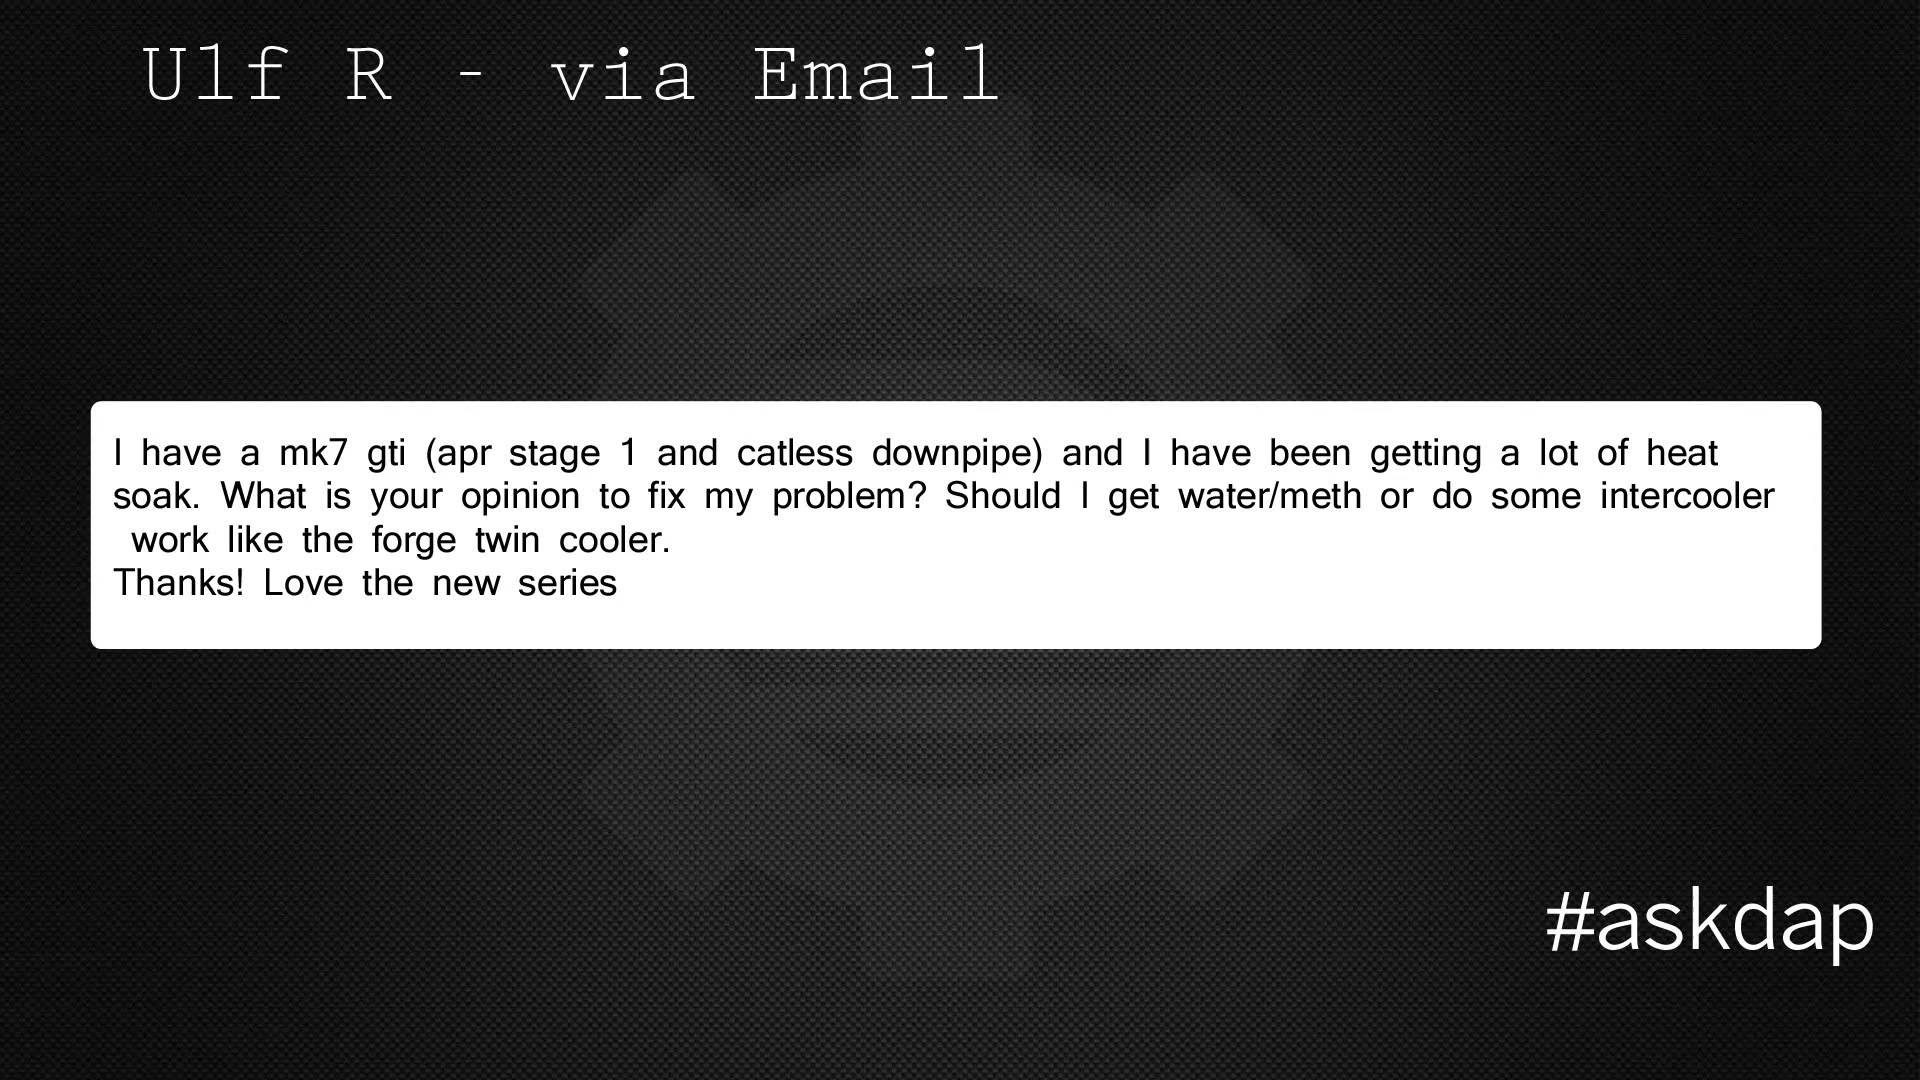 Ulf R - via Email
I have a mk7 gti (apr stage 1 and catless downpipe) and I have been getting a lot of heat
soak. What is your opinion to fix my problem? Should I get water/meth or do some intercooler
work like the forge twin cooler.
Thanks! Love the new series
#askdap